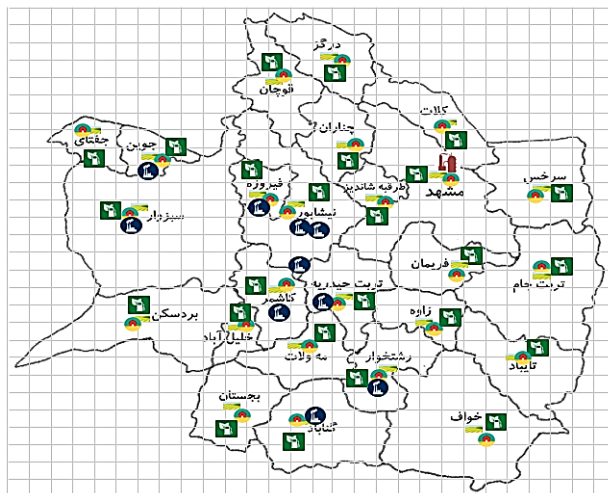 درگز
قوچان
کلات
چناران
جغتای
جوین
سرخس
مشهد
طرقبه شاندیز
فیروزه
نیشابور
سبزوار
فریمان
تربت جام
تربت حیدریه
کاشمر
زاوه
بردسکن
خلیل آباد
مه ولات
رشتخوار
تایباد
بجستان
گناباد
خواف